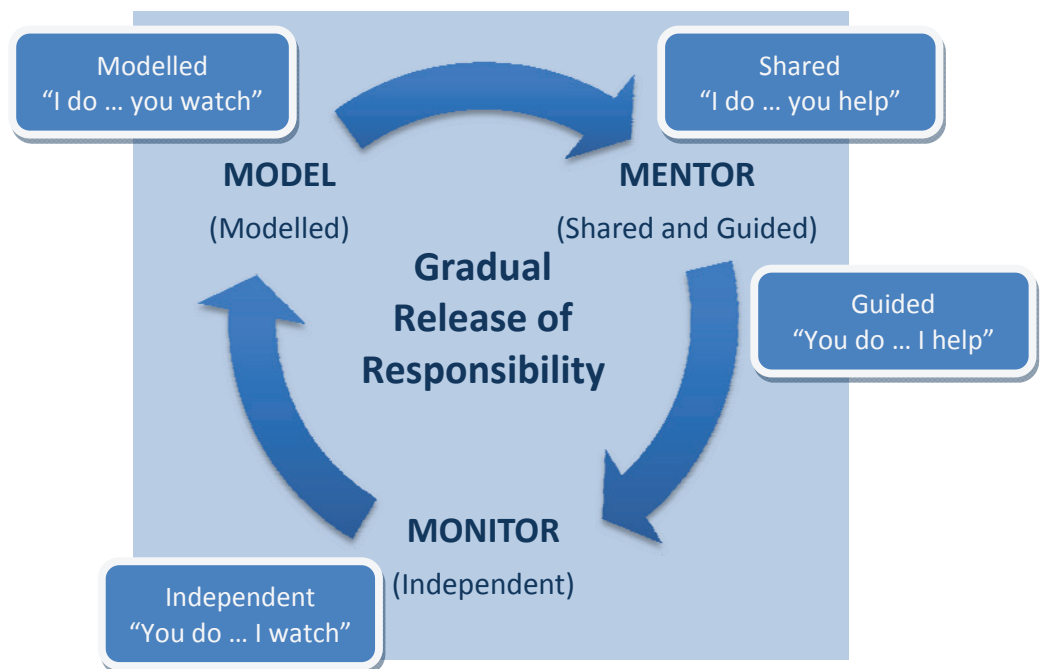 Modelled
“I do … you watch”
Shared
“I do … you help”
MODEL
(Modelled)
MENTOR
(Shared and Guided)
Gradual
Release of
Responsibility
Guided
“You do … I help”
MONITOR
(Independent)
Independent
“You do … I watch”